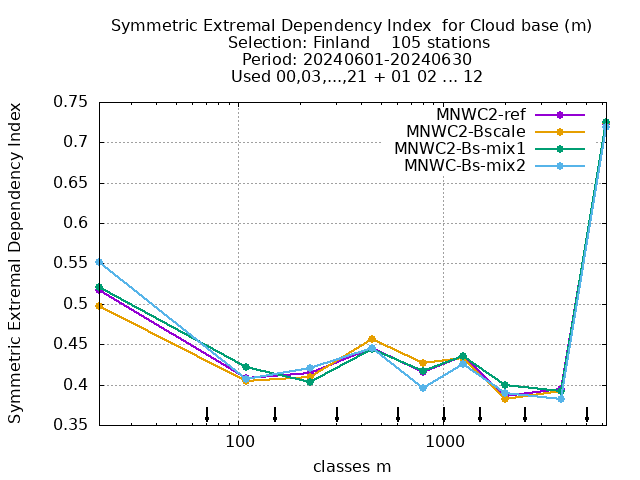 Symmetric Extremal Dependency Index  for Cloud base (m)
Selection: Finland    105 stations
Period: 20240601-20240630
Used 00,03,...,21 + 01 02 ... 12
MNWC2-ref
MNWC2-Bscale
MNWC2-Bs-mix1
MNWC-Bs-mix2
Symmetric Extremal Dependency Index
0.75
0.7
0.65
0.6
0.55
0.5
0.45
0.4
0.35
100
1000
classes m